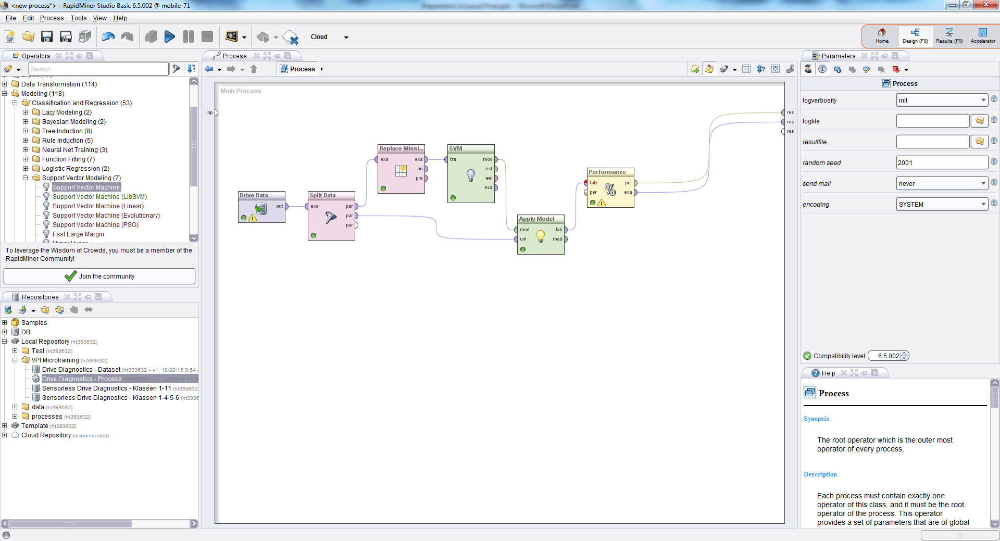 <new process*> – RapidMiner Studio Basic 6.5.002 @ mobile-71
File Edit Process Tools View Help
ABC
Cloud
Home
Design (F8)
Results (F9)
Accelerator
Operators
Search
Data Transformation (114)
Modeling (118)
Classification and Regression (53)
Lazy Modeling (2)
Bayesian Modeling (2)
Tree Induction (8)
Rule Induction (5)
Neural Net Training (3)
Function Fitting (7)
Logistic Regression (2)
Support Vector Modeling (7)
Support Vector Machine
Support Vector Machine (LibSVM)
Support Vector Machine (Linear)
Support Vector Machine (Evolutionary)
Support Vector Machine (PSO)
Fast Large Margin
To leverage the Wisdom of Crowds, you must be a member of the
RapidMiner Community!
Join the community
Repositories
Samples
DB
Local Repository (ht393632)
Test (ht393632)
VPI Microtraining (ht393632)
Drive Diagnostics - Dataset (ht393632 - v1, 10/20/15 9:54
Drive Diagnostics - Process
Sensorless Drive Diagnostics - Klassen 1-11 (ht393632
Sensorless Drive Diagnostics - Klassen 1-4-5-6 (ht393
data (ht393632)
processes (ht393632)
Template (ht393632)
Cloud Repository (disconnected)
Process
Process
Main Process
inp
res
res
res
Drive Data
out
Split Data
exa par
par
par
Replace Missi...
exa exa
ori
pre
SVM
tra mod
est
wei
exa
Apply Model
mod lab
unl mod
Performance
lab per
per exa
Parameters
Process
logverbosity init
logfile
resultfile
random seed 2001
send mail never
encoding SYSTEM
Compatibility level 6.5.002
Help
Process
Synopsis
The root operator which is the outer most
operator of every process.
Description
Each process must contain exactly one
operator of this class, and it must be the root
operator of the process. This operator
provides a set of parameters that are of global